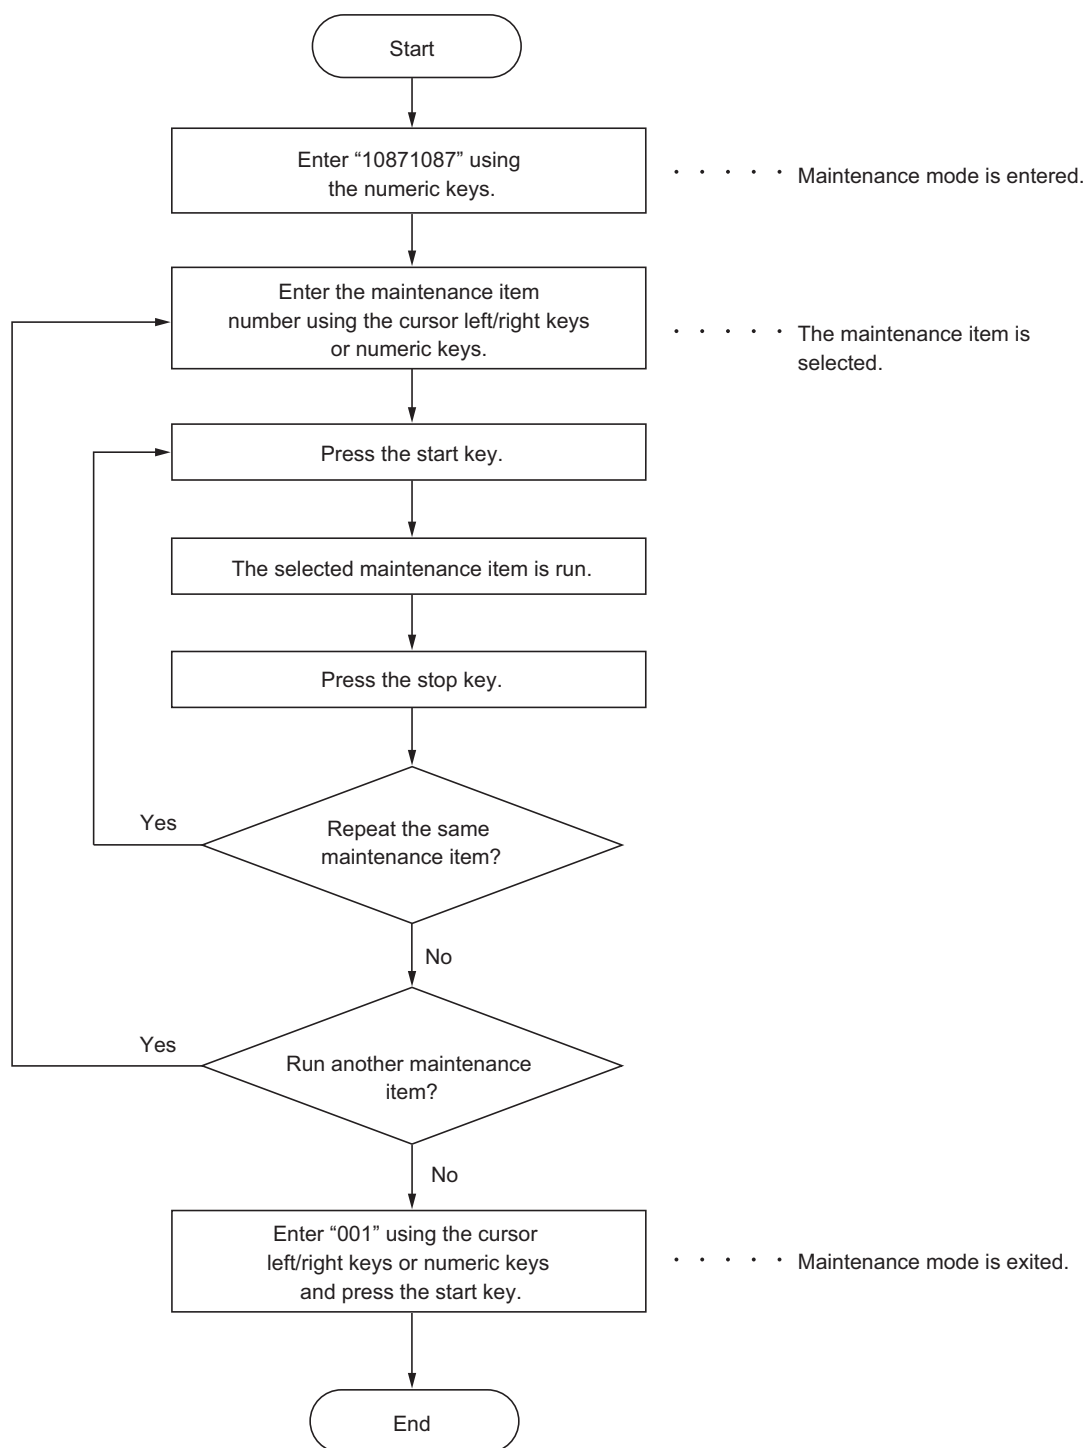 Start
Enter “10871087” using
the numeric keys.
· · · · · Maintenance mode is entered.
Enter the maintenance item
number using the cursor left/right keys
or numeric keys.
· · · · · The maintenance item is
selected.
Press the start key.
The selected maintenance item is run.
Press the stop key.
Yes
Repeat the same
maintenance item?
No
Yes
Run another maintenance
item?
No
Enter “001” using the cursor
left/right keys or numeric keys
and press the start key.
· · · · · Maintenance mode is exited.
End